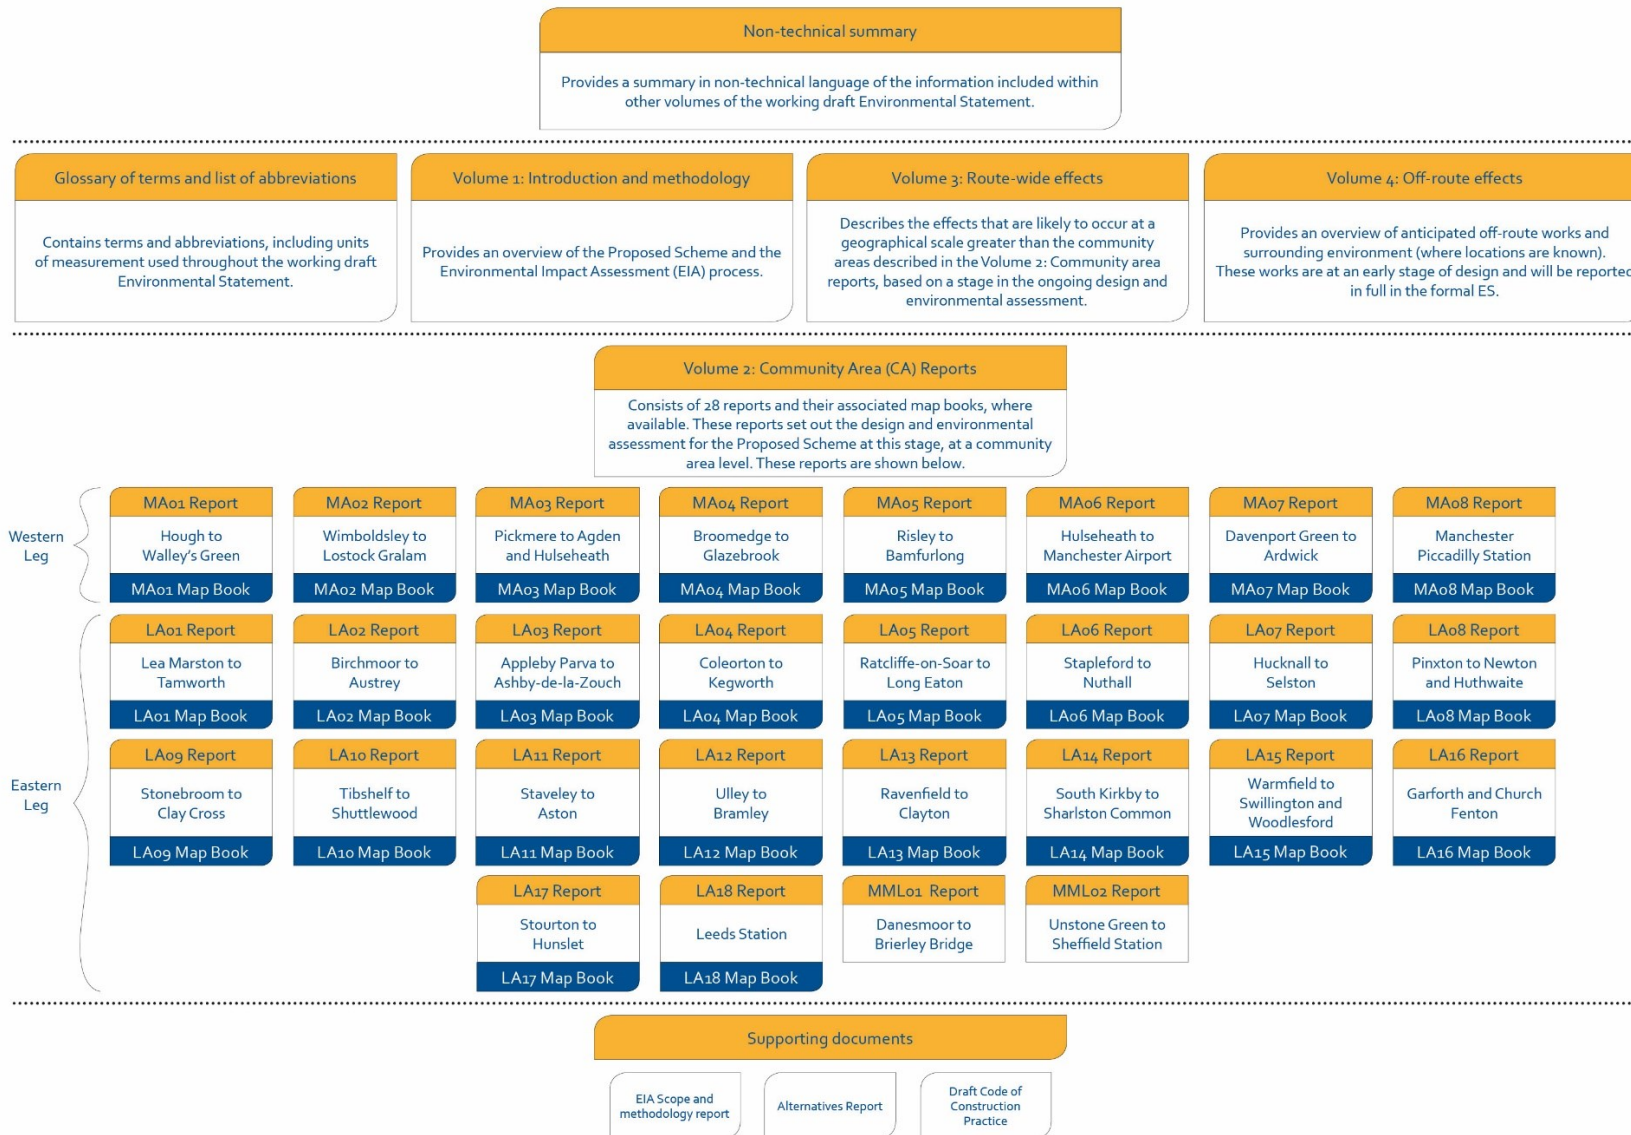 Non-technical summary
Provides a summary in non-technical language of the information included within
other volumes of the working draft Environmental Statement.
Glossary of terms and list of abbreviations
Contains terms and abbreviations, including units
of measurement used throughout the working draft
Environmental Statement.
Volume 1: Introduction and methodology
Provides an overview of the Proposed Scheme and the
Environmental Impact Assessment (EIA) process.
Volume 3: Route-wide effects
Describes the effects that are likely to occur at a
geographical scale greater than the community
areas described in the Volume 2: Community area
reports, based on a stage in the ongoing design and
environmental assessment.
Volume 4: Off-route effects
Provides an overview of anticipated off-route works and
surrounding environment (where locations are known).
These works are at an early stage of design and will be reported
in full in the formal ES.
Volume 2: Community Area (CA) Reports
Consists of 28 reports and their associated map books, where
available. These reports set out the design and environmental
assessment for the Proposed Scheme at this stage, at a community
area level. These reports are shown below.
Western
Leg
MA01 Report
Hough to
Walley's Green
MA01 Map Book
MA02 Report
Wimboldsley to
Lostock Gralam
MA02 Map Book
MA03 Report
Pickmere to Agden
and Hulseheath
MA03 Map Book
MA04 Report
Broomedge to
Glazebrook
MA04 Map Book
MA05 Report
Risley to
Bamfurlong
MA05 Map Book
MA06 Report
Hulseheath to
Manchester Airport
MA06 Map Book
MA07 Report
Davenport Green to
Ardwick
MA07 Map Book
MA08 Report
Manchester
Piccadilly Station
MA08 Map Book
Eastern
Leg
LA01 Report
Lea Marston to
Tamworth
LA01 Map Book
LA02 Report
Birchmoor to
Austrey
LA02 Map Book
LA03 Report
Appleby Parva to
Ashby-de-la-Zouch
LA03 Map Book
LA04 Report
Coleorton to
Kegworth
LA04 Map Book
LA05 Report
Ratcliffe-on-Soar to
Long Eaton
LA05 Map Book
LA06 Report
Stapleford to
Nuthall
LA06 Map Book
LA07 Report
Hucknall to
Selston
LA07 Map Book
LA08 Report
Pinxton to Newton
and Huthwaite
LA08 Map Book
LA09 Report
Stonebroom to
Clay Cross
LA09 Map Book
LA10 Report
Tibshelf to
Shuttlewood
LA10 Map Book
LA11 Report
Staveley to
Aston
LA11 Map Book
LA12 Report
Ulley to
Bramley
LA12 Map Book
LA13 Report
Ravenfield to
Clayton
LA13 Map Book
LA14 Report
South Kirkby to
Sharlston Common
LA14 Map Book
LA15 Report
Warmfield to
Swillington and
Woodlesford
LA15 Map Book
LA16 Report
Garforth and Church
Fenton
LA16 Map Book
LA17 Report
Stourton to
Hunslet
LA17 Map Book
LA18 Report
Leeds Station
LA18 Map Book
MML01 Report
Danesmoor to
Brierley Bridge
MML02 Report
Unstone Green to
Sheffield Station
Supporting documents
EIA Scope and
methodology report
Alternatives Report
Draft Code of
Construction
Practice